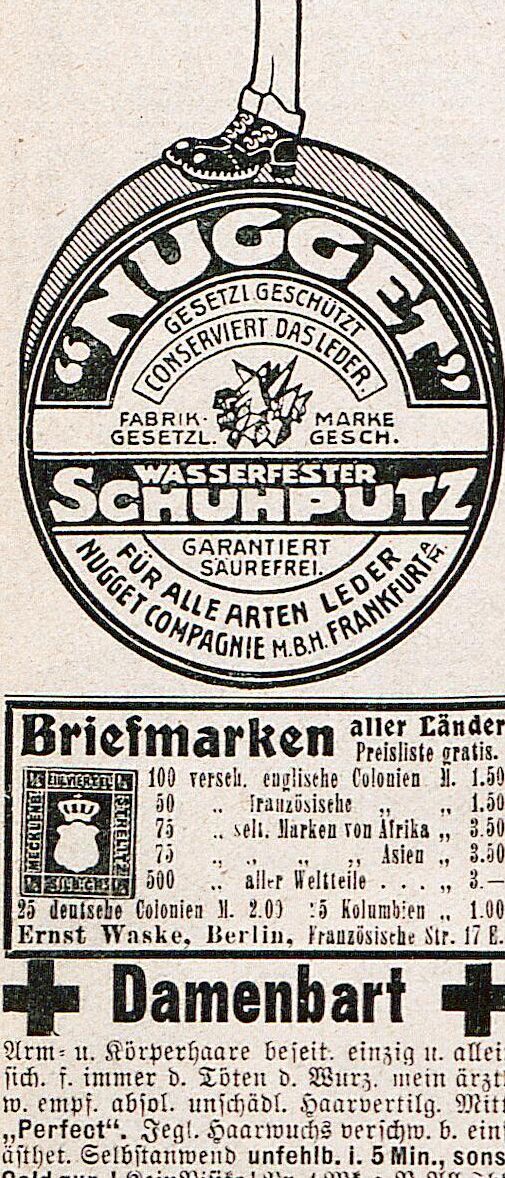 "NUGGET"
GESETZL. GESCHÜTZT
CONSERVIERT DAS LEDER.
FABRIK- MARKE
GESETZL. GESCH.
WASSERFESTER
SCHUHPUTZ
GARANTIERT
SÄUREFREI.
FÜR ALLE ARTEN LEDER
NUGGET COMPAGNIE M.B.H. FRANKFURT A/H.
Briefmarken aller Länder
Preisliste gratis.
100 versch. englische Colonien M. 1.50
50 „ französische „ „ 1.50
75 „ selt. Marken von Afrika „ 3.50
75 „ „ „ „ Asien „ 3.50
500 „ aller Weltteile . . . „ 3.—
MECKLENB. STRELITZ
25 deutsche Colonien M. 2.00 Kolumbien „ 1.00
Ernst Waske, Berlin, Französische Str. 17 E.
Damenbart
Arm- u. Körperhaare beseit. einzig u. allei
sich. f. immer d. Töten d. Wurz. mein ärztl
w. empf. absol. unschädl. Haarvertilg. Mitt
„Perfect“. Jegl. Haarwuchs verschw. b. ein
ästhet. Selbstanwend unfehlb. i. 5 Min., sons